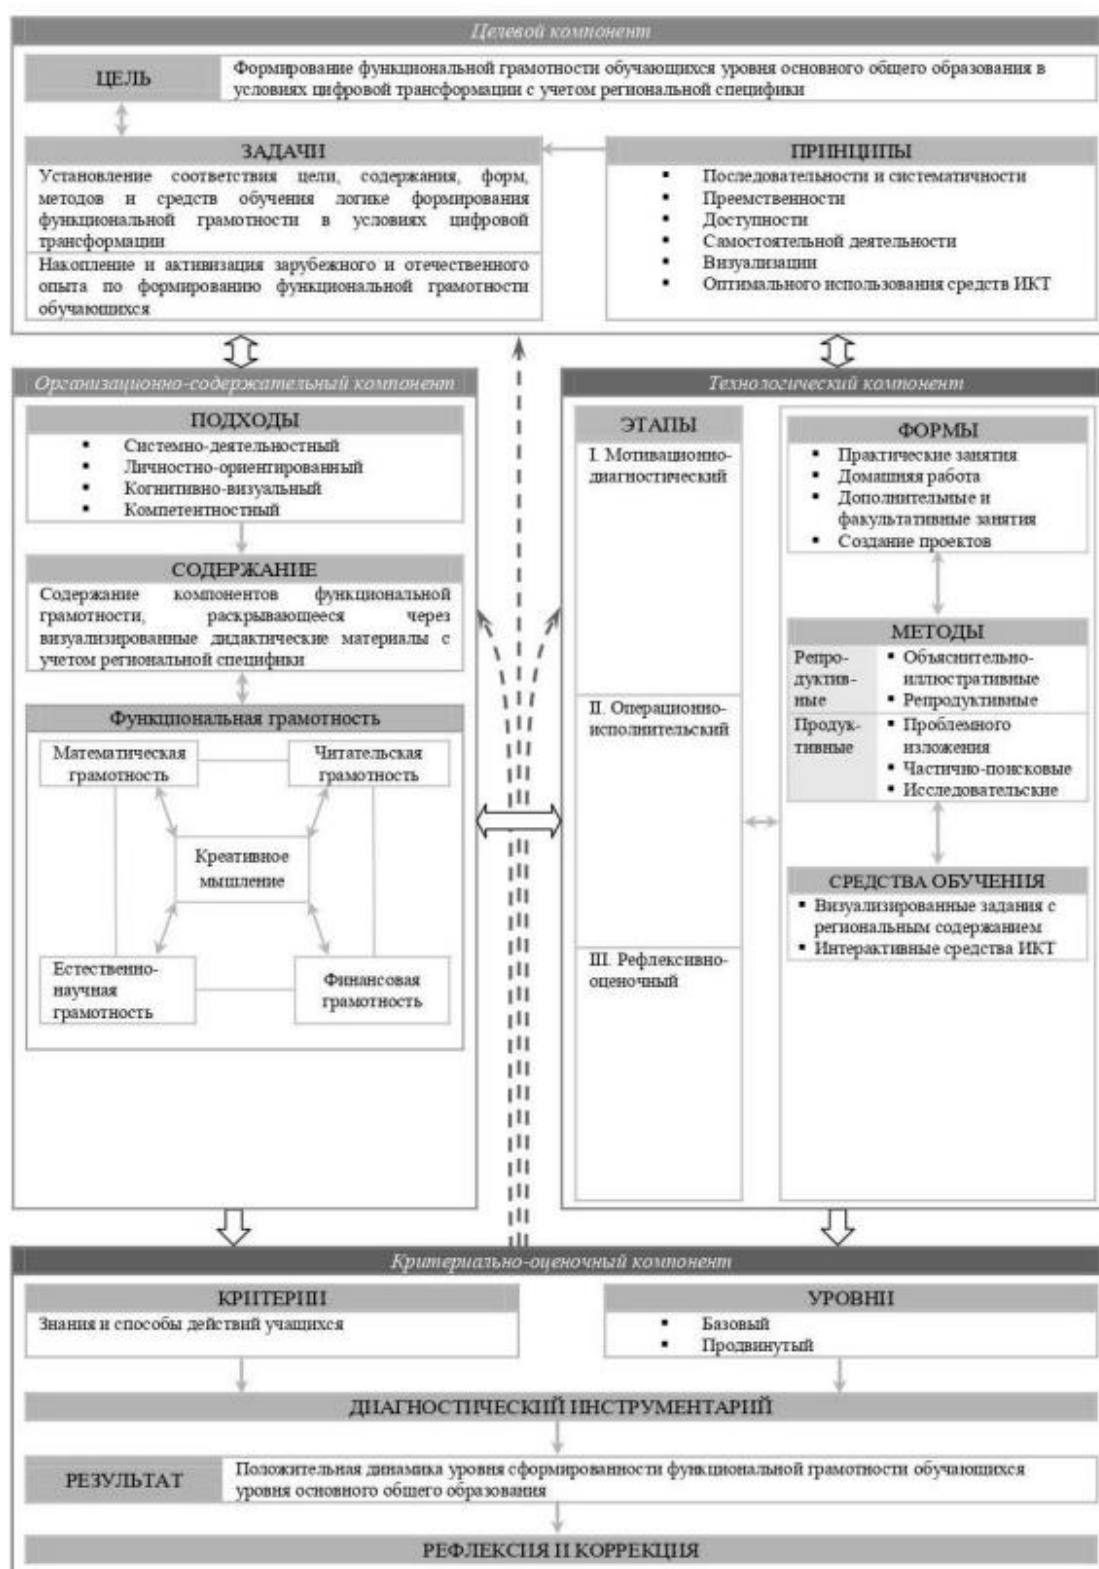 Целевой компонент
ЦЕЛЬ
Формирование функциональной грамотности обучающихся уровня основного общего образования в
условиях цифровой трансформации с учетом региональной специфики
ЗАДАЧИ
Установление соответствия цели, содержания, форм,
методов и средств обучения логике формирования
функциональной грамотности в условиях цифровой
трансформации
Накопление и активизация зарубежного и отечественного
опыта по формированию функциональной грамотности
обучающихся
ПРИНЦИПЫ
▪ Последовательности и систематичности
▪ Преемственности
▪ Доступности
▪ Самостоятельной деятельности
▪ Визуализации
▪ Оптимального использования средств ИКТ
Организационно-содержательный компонент
ПОДХОДЫ
▪ Системно-деятельностный
▪ Личностно-ориентированный
▪ Когнитивно-визуальный
▪ Компетентностный
СОДЕРЖАНИЕ
Содержание компонентов функциональной
грамотности, раскрывающееся через
визуализированные дидактические материалы с
учетом региональной специфики
Функциональная грамотность
Математическая
грамотность
Читательская
грамотность
Креативное
мышление
Естественно-
научная
грамотность
Финансовая
грамотность
Технологический компонент
ЭТАПЫ
I. Мотивационно-
диагностический
II. Операционно-
исполнительский
III. Рефлексивно-
оценочный
ФОРМЫ
▪ Практические занятия
▪ Домашняя работа
▪ Дополнительные и
факультативные занятия
▪ Создание проектов
МЕТОДЫ
Репро-
дуктив-
ные
▪ Объяснительно-
иллюстративные
▪ Репродуктивные
Продук-
тивные
▪ Проблемного
изложения
▪ Частично-поисковые
▪ Исследовательские
СРЕДСТВА ОБУЧЕНИЯ
▪ Визуализированные задания с
региональным содержанием
▪ Интерактивные средства ИКТ
Критериально-оценочный компонент
КРИТЕРИИ
Знания и способы действий учащихся
УРОВНИ
▪ Базовый
▪ Продвинутый
ДИАГНОСТИЧЕСКИЙ ИНСТРУМЕНТАРИЙ
РЕЗУЛЬТАТ
Положительная динамика уровня сформированности функциональной грамотности обучающихся
уровня основного общего образования
РЕФЛЕКСИЯ И КОРРЕКЦИЯ